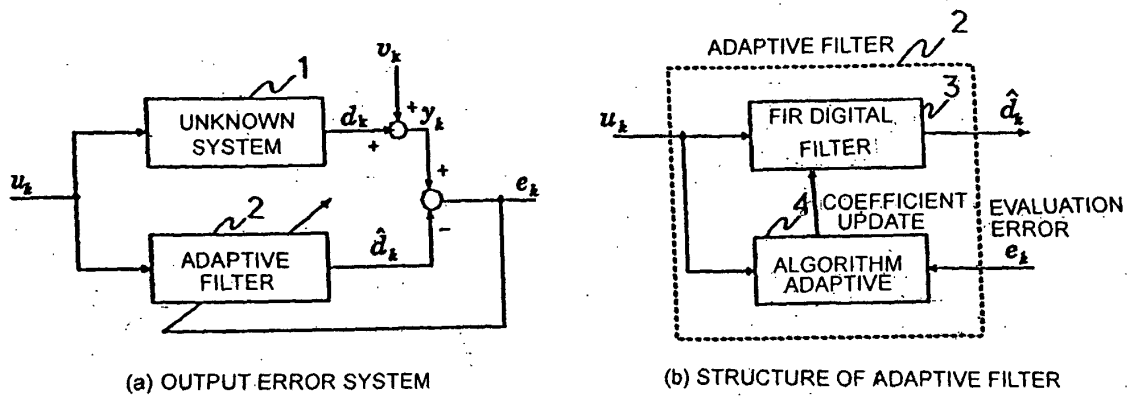 v_k
1
UNKNOWN
SYSTEM
d_k
+
+
y_k
u_k
+
e_k
2
–
ADAPTIVE
FILTER
d̂_k
(a) OUTPUT ERROR SYSTEM
ADAPTIVE FILTER
2
3
u_k
FIR DIGITAL
FILTER
d̂_k
4
COEFFICIENT
UPDATE
EVALUATION
ERROR
ALGORITHM
ADAPTIVE
e_k
(b) STRUCTURE OF ADAPTIVE FILTER